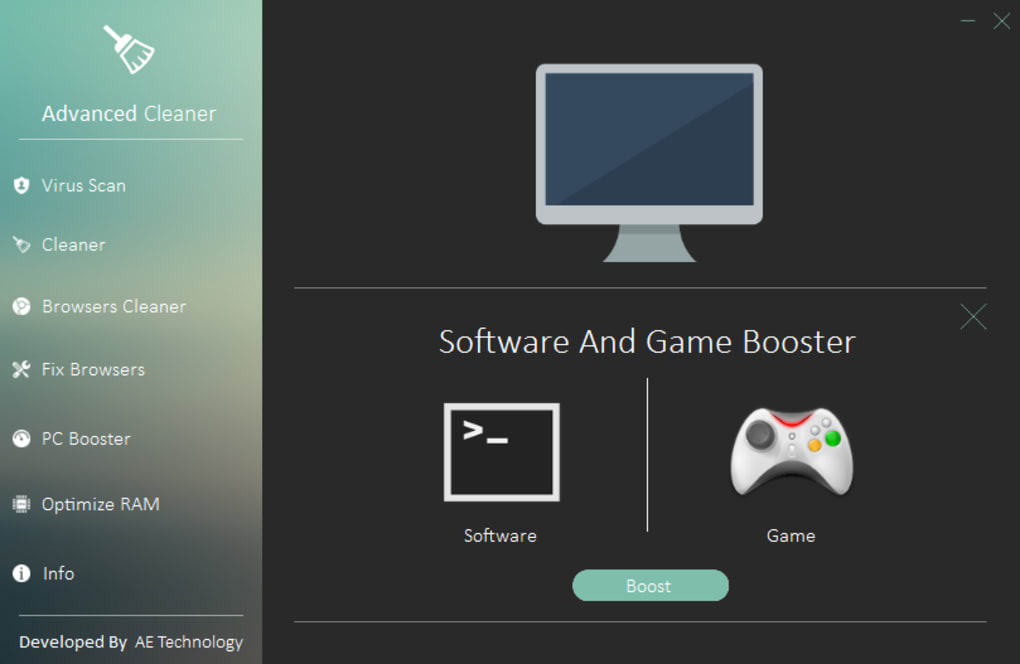 Advanced Cleaner
Virus Scan
Cleaner
Browsers Cleaner
Fix Browsers
PC Booster
Optimize RAM
Info
Developed By AE Technology
Software And Game Booster
>_
Software
Game
Boost